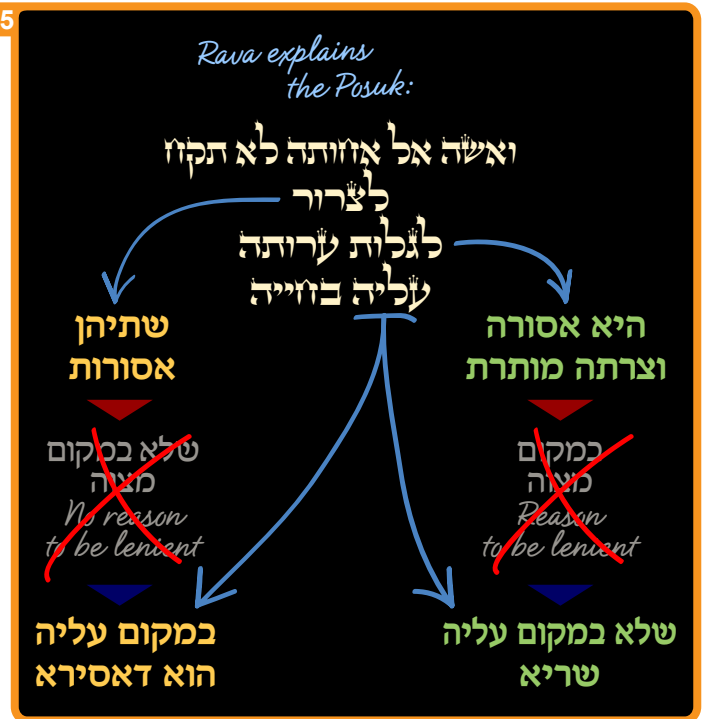 5
Rava explains
the Posuk:
ואשה אל אחותה לא תקח
לצרור
לגלות ערותה
עליה בחייה
היא אסורה
וצרתה מותרת
שתיהן
אסורות
במקום
מצוה
Reason
to be lenient
שלא במקום
מצוה
No reason
to be lenient
שלא במקום עליה
שריא
במקום עליה
הוא דאסירא